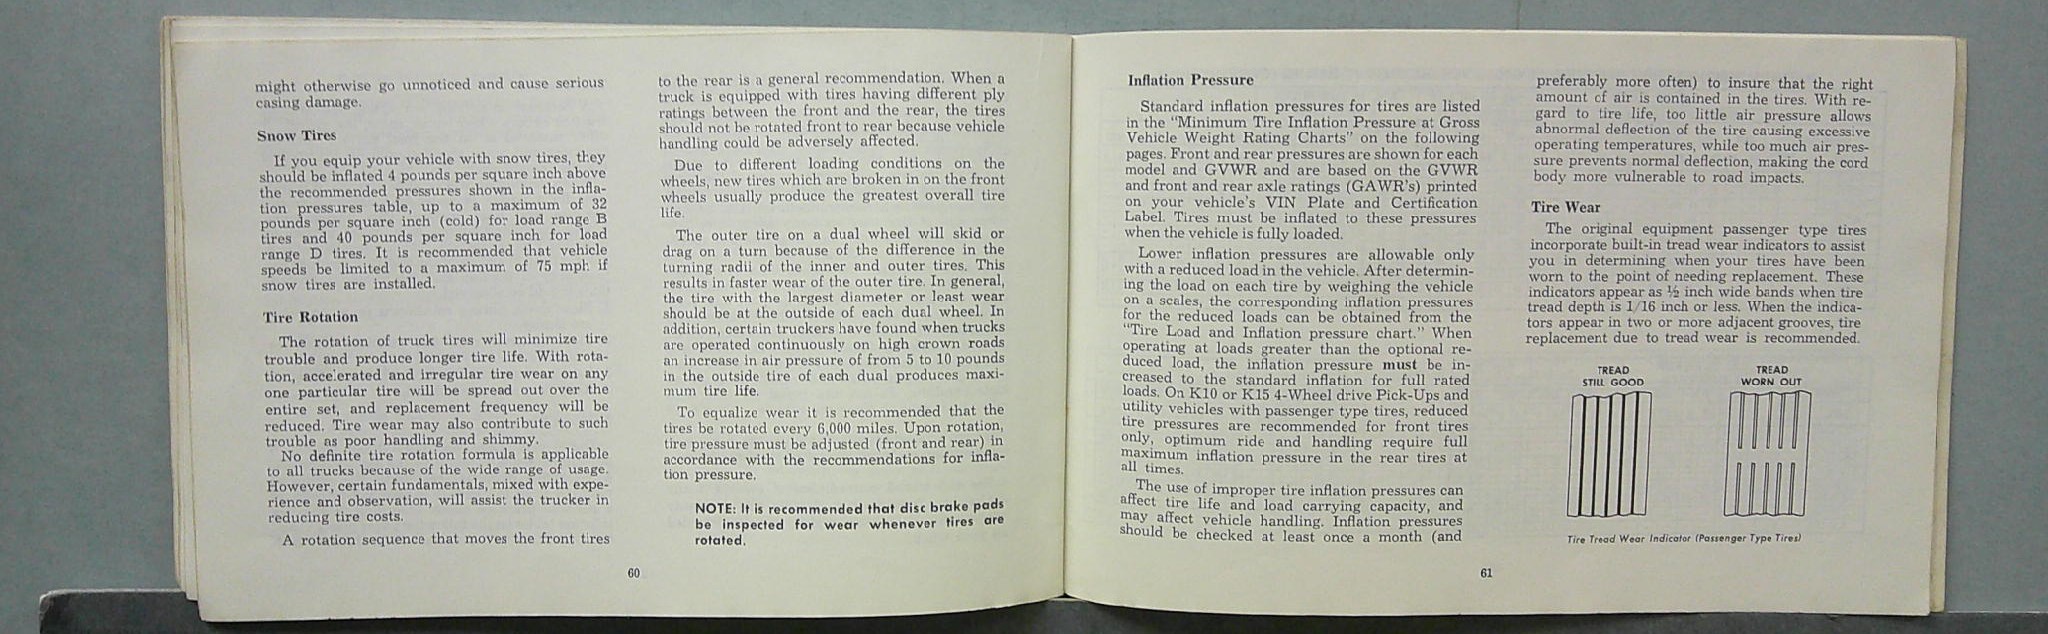 might otherwise go unnoticed and cause serious
casing damage.
Snow Tires
If you equip your vehicle with snow tires, they
should be inflated 4 pounds per square inch above
the recommended pressures shown in the infla-
tion pressures table, up to a maximum of 32
pounds per square inch (cold) for load range B
tires and 40 pounds per square inch for load
range D tires. It is recommended that vehicle
speeds be limited to a maximum of 75 mph if
snow tires are installed.
Tire Rotation
The rotation of truck tires will minimize tire
trouble and produce longer tire life. With rota-
tion, accelerated and irregular tire wear on any
one particular tire will be spread out over the
entire set, and replacement frequency will be
reduced. Tire wear may also contribute to such
trouble as poor handling and shimmy.
No definite tire rotation formula is applicable
to all trucks because of the wide range of usage.
However, certain fundamentals, mixed with expe-
rience and observation, will assist the trucker in
reducing tire costs.
A rotation sequence that moves the front tires
to the rear is a general recommendation. When a
truck is equipped with tires having different ply
ratings between the front and the rear, the tires
should not be rotated front to rear because vehicle
handling could be adversely affected.
Due to different loading conditions on the
wheels, new tires which are broken in on the front
wheels usually produce the greatest overall tire
life.
The outer tire on a dual wheel will skid or
drag on a turn because of the difference in the
turning radii of the inner and outer tires. This
results in faster wear of the outer tire. In general,
the tire with the largest diameter or least wear
should be at the outside of each dual wheel. In
addition, certain truckers have found when trucks
are operated continuously on high crown roads
an increase in air pressure of from 5 to 10 pounds
in the outside tire of each dual produces maxi-
mum tire life.
To equalize wear it is recommended that the
tires be rotated every 6,000 miles. Upon rotation,
tire pressure must be adjusted (front and rear) in
accordance with the recommendations for infla-
tion pressure.
NOTE: It is recommended that disc brake pads
be inspected for wear whenever tires are
rotated.
60
Inflation Pressure
Standard inflation pressures for tires are listed
in the "Minimum Tire Inflation Pressure at Gross
Vehicle Weight Rating Charts" on the following
pages. Front and rear pressures are shown for each
model and GVWR and are based on the GVWR
and front and rear axle ratings (GAWR's) printed
on your vehicle's VIN Plate and Certification
Label. Tires must be inflated to these pressures
when the vehicle is fully loaded.
Lower inflation pressures are allowable only
with a reduced load in the vehicle. After determin-
ing the load on each tire by weighing the vehicle
on a scales, the corresponding inflation pressures
for the reduced loads can be obtained from the
"Tire Load and Inflation pressure chart." When
operating at loads greater than the optional re-
duced load, the inflation pressure must be in-
creased to the standard inflation for full rated
loads. On K10 or K15 4-Wheel drive Pick-Ups and
utility vehicles with passenger type tires, reduced
tire pressures are recommended for front tires
only, optimum ride and handling require full
maximum inflation pressure in the rear tires at
all times.
The use of improper tire inflation pressures can
affect tire life and load carrying capacity, and
may affect vehicle handling. Inflation pressures
should be checked at least once a month (and
preferably more often) to insure that the right
amount of air is contained in the tires. With re-
gard to tire life, too little air pressure allows
abnormal deflection of the tire causing excessive
operating temperatures, while too much air pres-
sure prevents normal deflection, making the cord
body more vulnerable to road impacts.
Tire Wear
The original equipment passenger type tires
incorporate built-in tread wear indicators to assist
you in determining when your tires have been
worn to the point of needing replacement. These
indicators appear as ½ inch wide bands when tire
tread depth is 1/16 inch or less. When the indica-
tors appear in two or more adjacent grooves, tire
replacement due to tread wear is recommended.
TREAD
STILL GOOD
TREAD
WORN OUT
Tire Tread Wear Indicator (Passenger Type Tires)
61